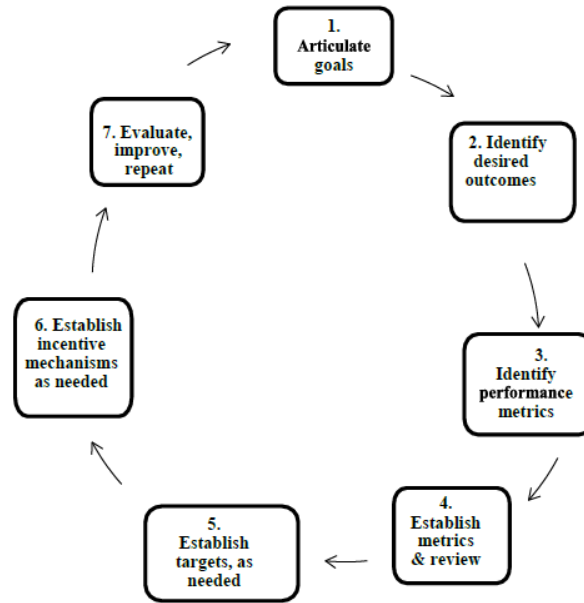 1.
Articulate
goals
2. Identify
desired
outcomes
3.
Identify
performance
metrics
4.
Establish
metrics
& review
5.
Establish
targets, as
needed
6. Establish
incentive
mechanisms
as needed
7. Evaluate,
improve,
repeat